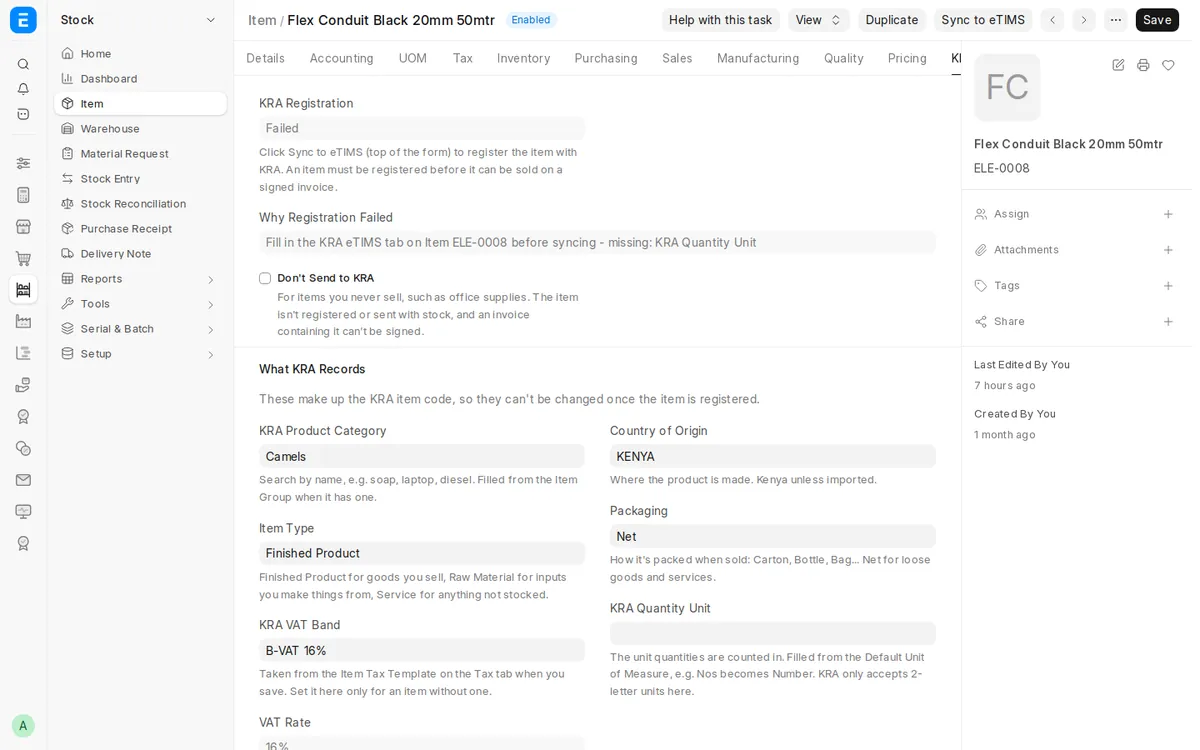 Stock
Item / Flex Conduit Black 20mm 50mtr
Enabled
Help with this task
View
Duplicate
Sync to eTIMS
Save
Home
Dashboard
Item
Warehouse
Material Request
Stock Entry
Stock Reconciliation
Purchase Receipt
Delivery Note
Reports
Tools
Serial & Batch
Setup
A
Details
Accounting
UOM
Tax
Inventory
Purchasing
Sales
Manufacturing
Quality
Pricing
KRA Registration
Failed
Click Sync to eTIMS (top of the form) to register the item with
KRA. An item must be registered before it can be sold on a
signed invoice.
Why Registration Failed
Fill in the KRA eTIMS tab on Item ELE-0008 before syncing - missing: KRA Quantity Unit
Don't Send to KRA
For items you never sell, such as office supplies. The item
isn't registered or sent with stock, and an invoice
containing it can't be signed.
What KRA Records
These make up the KRA item code, so they can't be changed once the item is registered.
KRA Product Category
Camels
Search by name, e.g. soap, laptop, diesel. Filled from the Item
Group when it has one.
Item Type
Finished Product
Finished Product for goods you sell, Raw Material for inputs
you make things from, Service for anything not stocked.
KRA VAT Band
B-VAT 16%
Taken from the Item Tax Template on the Tax tab when you
save. Set it here only for an item without one.
VAT Rate
16%
Country of Origin
KENYA
Where the product is made. Kenya unless imported.
Packaging
Net
How it's packed when sold: Carton, Bottle, Bag... Net for loose
goods and services.
KRA Quantity Unit
The unit quantities are counted in. Filled from the Default Unit
of Measure, e.g. Nos becomes Number. KRA only accepts 2-
letter units here.
FC
Flex Conduit Black 20mm 50mtr
ELE-0008
Assign
Attachments
Tags
Share
Last Edited By You
7 hours ago
Created By You
1 month ago